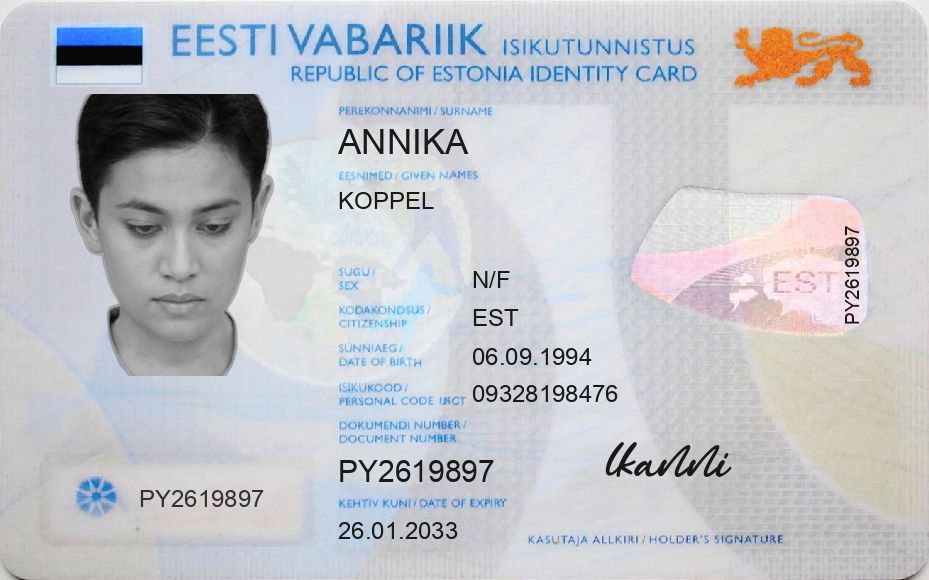 EESTI VABARIIK ISIKUTUNNISTUS
REPUBLIC OF ESTONIA IDENTITY CARD
PEREKONNANIMI / SURNAME
ANNIKA
EESNIMED / GIVEN NAMES
KOPPEL
SUGU /
SEX
N/F
KODAKONDSUS /
CITIZENSHIP
EST
SÜNNIAEG /
DATE OF BIRTH
06.09.1994
ISIKUKOOD /
PERSONAL CODE
09328198476
DOKUMENDI NUMBER /
DOCUMENT NUMBER
PY2619897
KEHTIV KUNI / DATE OF EXPIRY
26.01.2033
PY2619897
EST
PY2619897
KASUTAJA ALLKIRI / HOLDER'S SIGNATURE